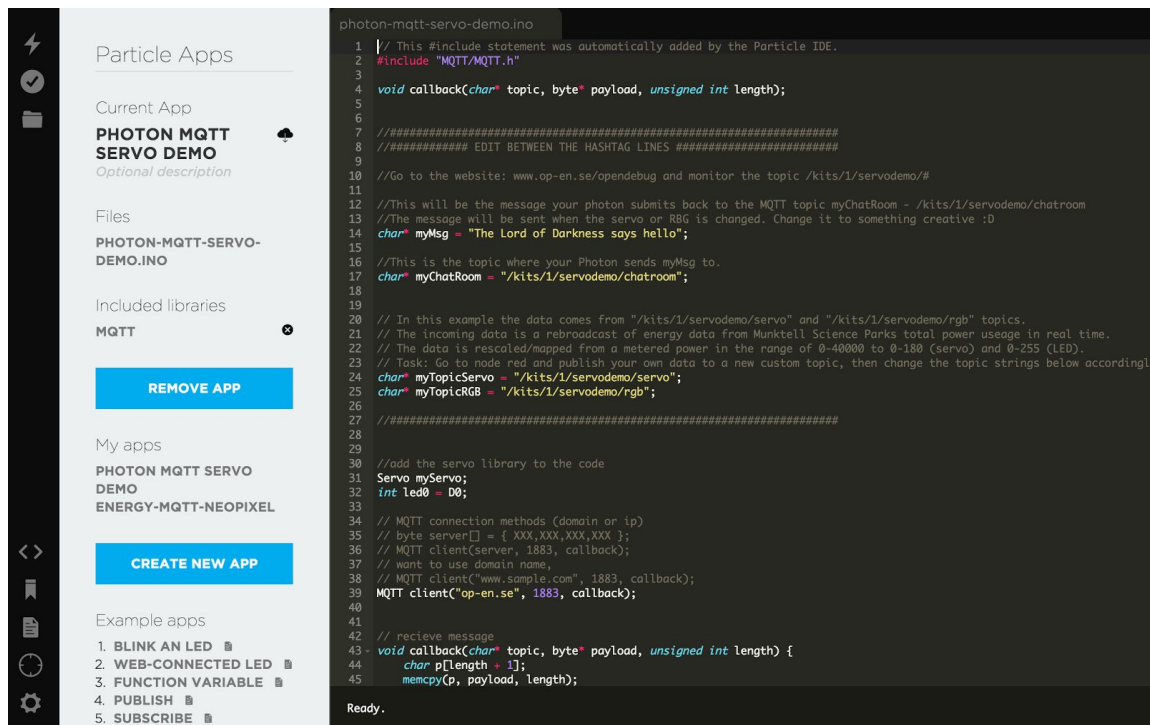 Particle Apps
Current App
PHOTON MQTT
SERVO DEMO
Optional description
Files
PHOTON-MQTT-SERVO-
DEMO.INO
Included libraries
MQTT
REMOVE APP
My apps
PHOTON MQTT SERVO
DEMO
ENERGY-MQTT-NEOPIXEL
CREATE NEW APP
Example apps
1. BLINK AN LED
2. WEB-CONNECTED LED
3. FUNCTION VARIABLE
4. PUBLISH
5. SUBSCRIBE
photon-mqtt-servo-demo.ino
1 // This #include statement was automatically added by the Particle IDE.
2 #include "MQTT/MQTT.h"
3
4 void callback(char* topic, byte* payload, unsigned int length);
5
6
7 //#####################################################################
8 //############ EDIT BETWEEN THE HASHTAG LINES #########################
9
10 //Go to the website: www.op-en.se/opendebug and monitor the topic /kits/1/servodemo/#
11
12 //This will be the message your photon submits back to the MQTT topic myChatRoom - /kits/1/servodemo/chatroom
13 //The message will be sent when the servo or RBG is changed. Change it to something creative :D
14 char* myMsg = "The Lord of Darkness says hello";
15
16 //This is the topic where your Photon sends myMsg to.
17 char* myChatRoom = "/kits/1/servodemo/chatroom";
18
19
20 // In this example the data comes from "/kits/1/servodemo/servo" and "/kits/1/servodemo/rgb" topics.
21 // The incoming data is a rebroadcast of energy data from Munktell Science Parks total power useage in real time.
22 // The data is rescaled/mapped from a metered power in the range of 0-40000 to 0-180 (servo) and 0-255 (LED).
23 // Task: Go to node red and publish your own data to a new custom topic, then change the topic strings below accordingl
24 char* myTopicServo = "/kits/1/servodemo/servo";
25 char* myTopicRGB = "/kits/1/servodemo/rgb";
26
27 //#####################################################################
28
29
30 //add the servo library to the code
31 Servo myServo;
32 int led0 = D0;
33
34 // MQTT connection methods (domain or ip)
35 // byte server[] = { XXX,XXX,XXX,XXX };
36 // MQTT client(server, 1883, callback);
37 // want to use domain name,
38 // MQTT client("www.sample.com", 1883, callback);
39 MQTT client("op-en.se", 1883, callback);
40
41
42 // recieve message
43 void callback(char* topic, byte* payload, unsigned int length) {
44 char p[length + 1];
45 memcpy(p, payload, length);
Ready.